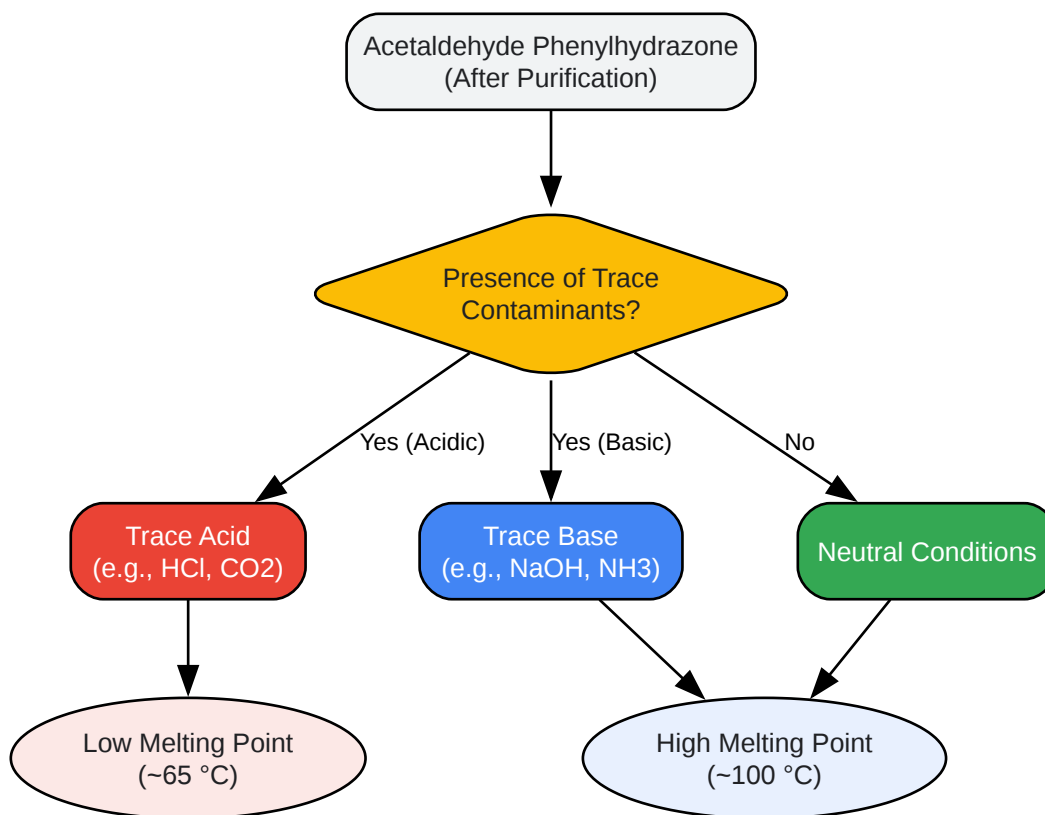 Acetaldehyde Phenylhydrazone
(After Purification)
Presence of Trace
Contaminants?
Yes (Acidic)
Yes (Basic)
No
Trace Acid
(e.g., HCl, CO2)
Trace Base
(e.g., NaOH, NH3)
Neutral Conditions
Low Melting Point
(~65 °C)
High Melting Point
(~100 °C)